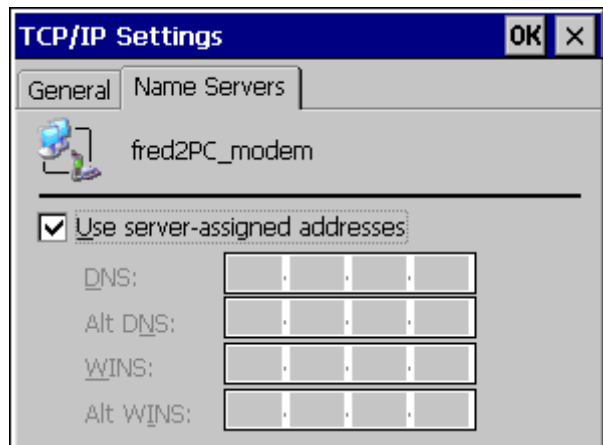 TCP/IP Settings OK ×
General Name Servers
fred2PC_modem
Use server-assigned addresses
DNS: . . .
Alt DNS: . . .
WINS: . . .
Alt WINS: . . .